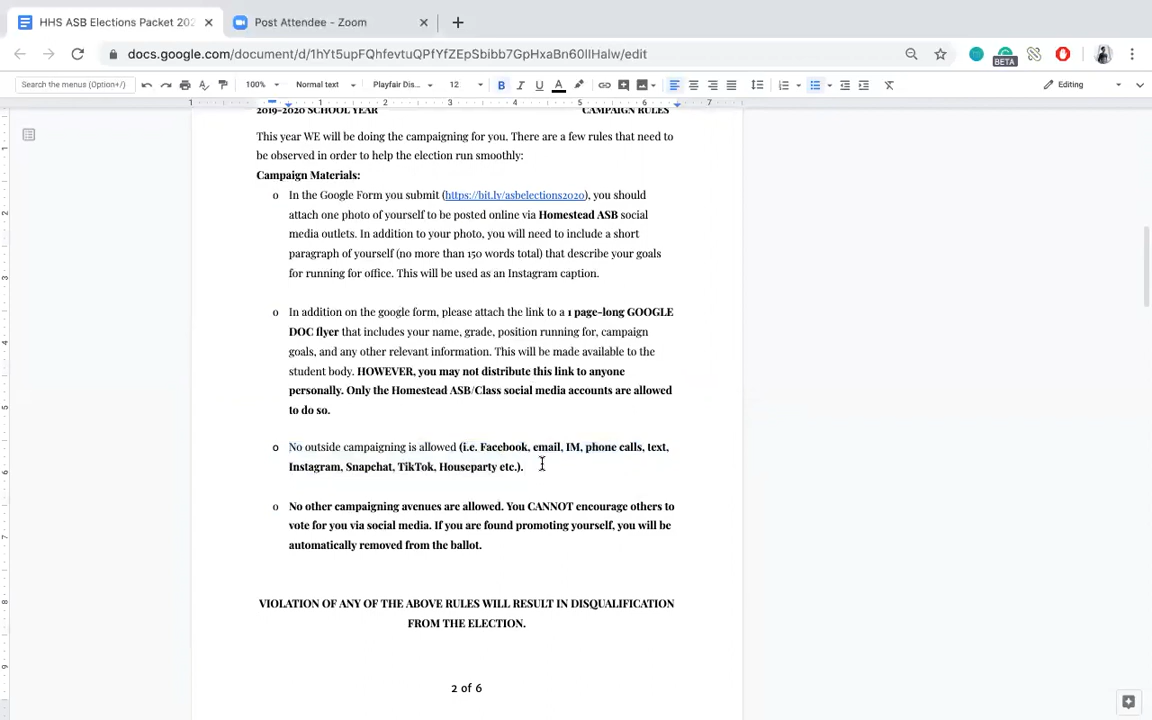 HHS ASB Elections Packet 202
Post Attendee - Zoom
docs.google.com/document/d/1hYt5upFQhfevtuQPfYfZEpSbibb7GpHxaBn60lIHalw/edit
BETA
Search the menus (Option+/)
100%
Normal text
Playfair Dis...
12
Editing
1 1 2 3 4 5 6 7
2019-2020 SCHOOL YEAR CAMPAIGN RULES
This year WE will be doing the campaigning for you. There are a few rules that need to
be observed in order to help the election run smoothly:
Campaign Materials:
o In the Google Form you submit (https://bit.ly/asbelections2020), you should
attach one photo of yourself to be posted online via Homestead ASB social
media outlets. In addition to your photo, you will need to include a short
paragraph of yourself (no more than 150 words total) that describe your goals
for running for office. This will be used as an Instagram caption.
o In addition on the google form, please attach the link to a 1 page-long GOOGLE
DOC flyer that includes your name, grade, position running for, campaign
goals, and any other relevant information. This will be made available to the
student body. HOWEVER, you may not distribute this link to anyone
personally. Only the Homestead ASB/Class social media accounts are allowed
to do so.
o No outside campaigning is allowed (i.e. Facebook, email, IM, phone calls, text,
Instagram, Snapchat, TikTok, Houseparty etc.).
o No other campaigning avenues are allowed. You CANNOT encourage others to
vote for you via social media. If you are found promoting yourself, you will be
automatically removed from the ballot.
VIOLATION OF ANY OF THE ABOVE RULES WILL RESULT IN DISQUALIFICATION
FROM THE ELECTION.
2 of 6